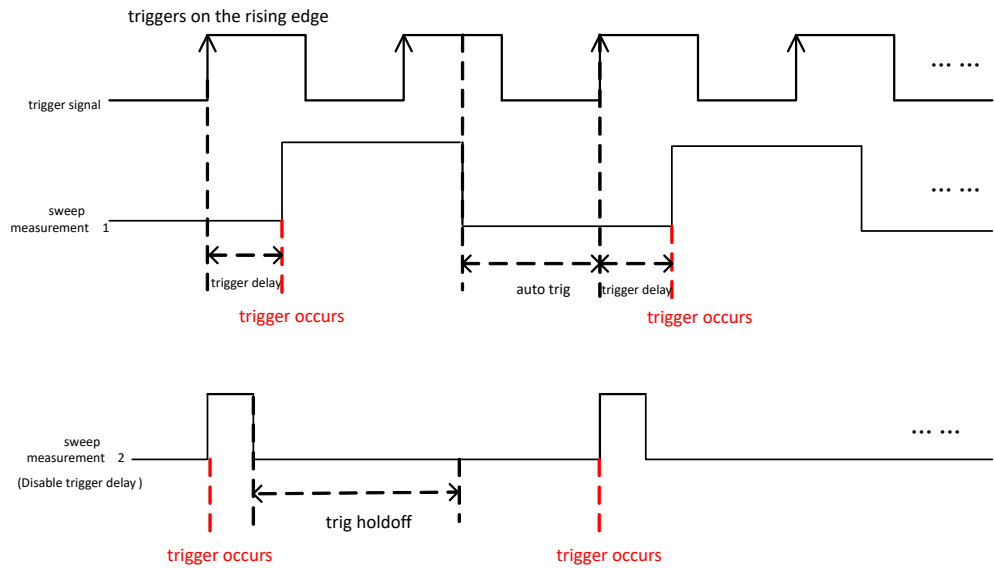 triggers on the rising edge
... ...
trigger signal
... ...
sweep
measurement 1
trigger delay
auto trig
trigger delay
trigger occurs
trigger occurs
... ...
sweep
measurement 2
(Disable trigger delay)
trig holdoff
trigger occurs
trigger occurs